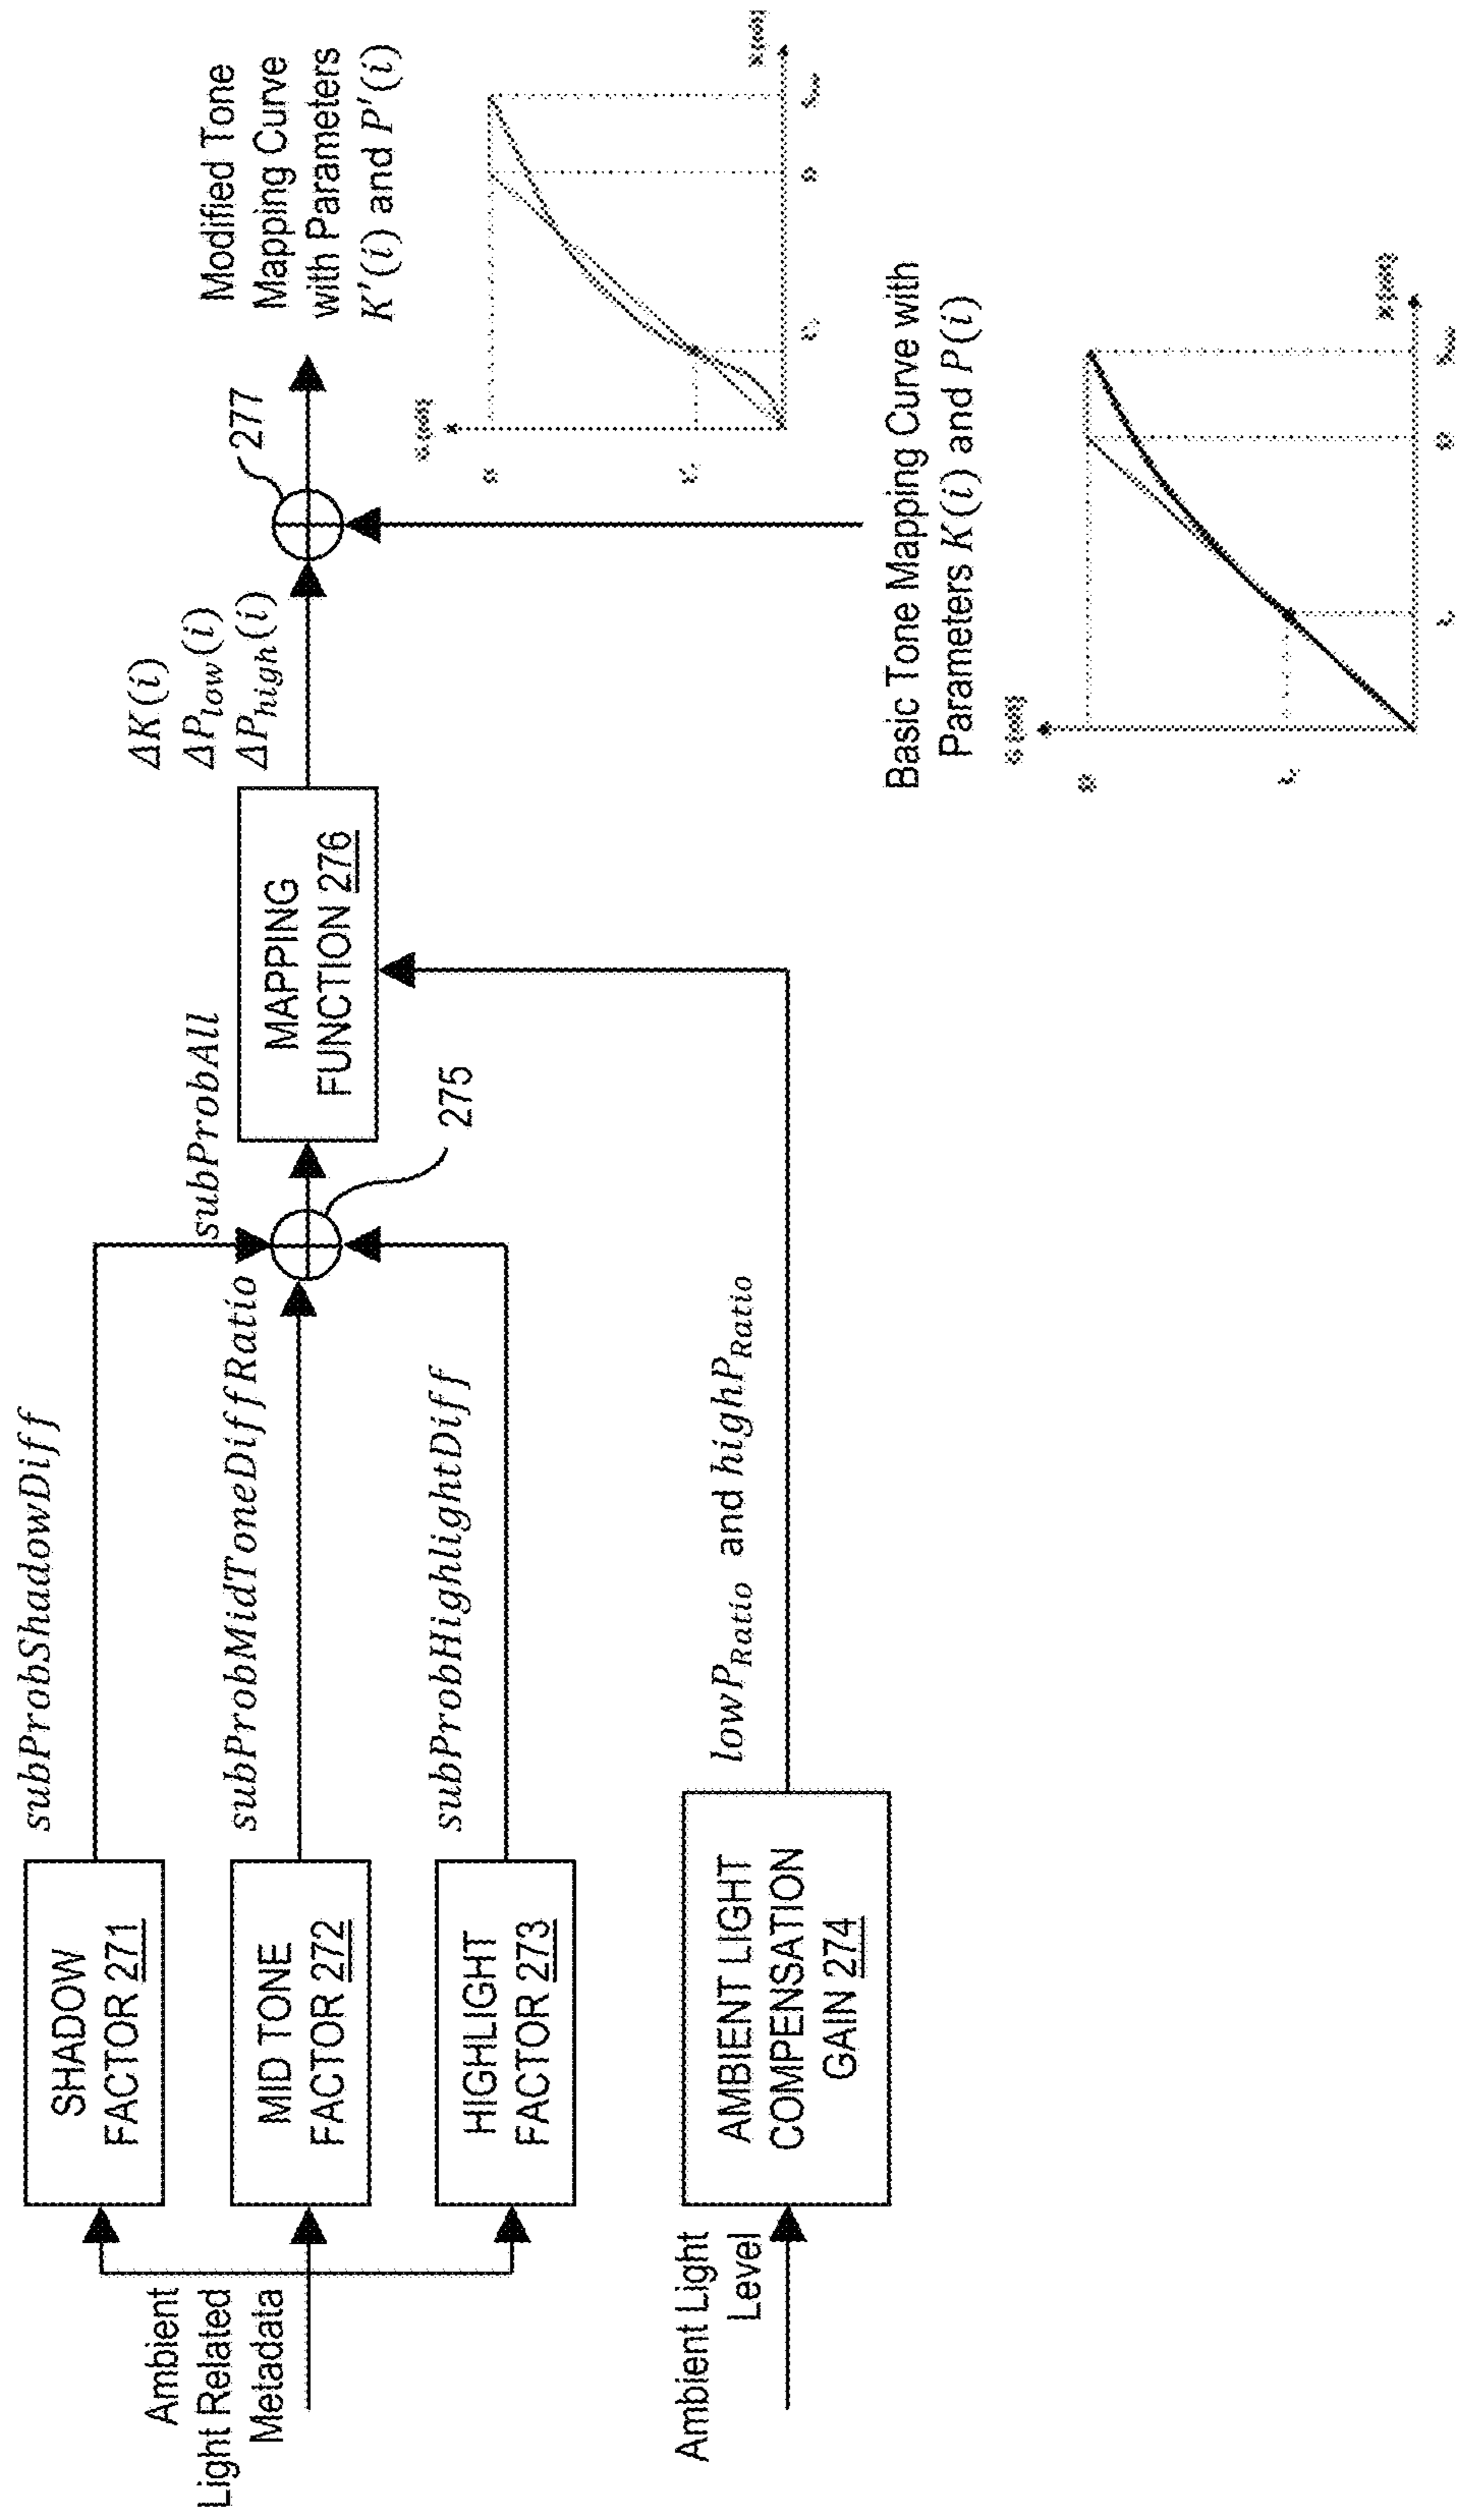 Ambient
Light Related
Metadata
SHADOW
FACTOR 271
MID TONE
FACTOR 272
HIGHLIGHT
FACTOR 273
Ambient Light
Level
AMBIENT LIGHT
COMPENSATION
GAIN 274
subProbShadowDiff
subProbMidToneDiffRatio
subProbHighlightDiff
lowP_Ratio and highP_Ratio
subProbAll
275
MAPPING
FUNCTION 276
ΔK(i)
ΔP_low(i)
ΔP_high(i)
277
Modified Tone
Mapping Curve
with Parameters
K'(i) and P'(i)
Basic Tone Mapping Curve with
Parameters K(i) and P(i)